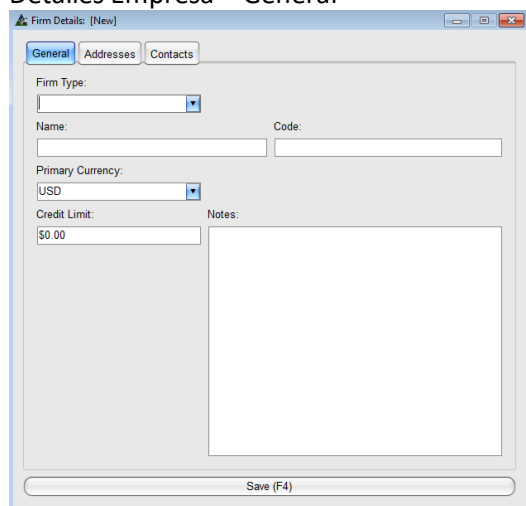 Detalles Empresa – General
Firm Details: [New]
General Addresses Contacts
Firm Type:
Name: Code:
Primary Currency:
USD
Credit Limit: Notes:
$0.00
Save (F4)